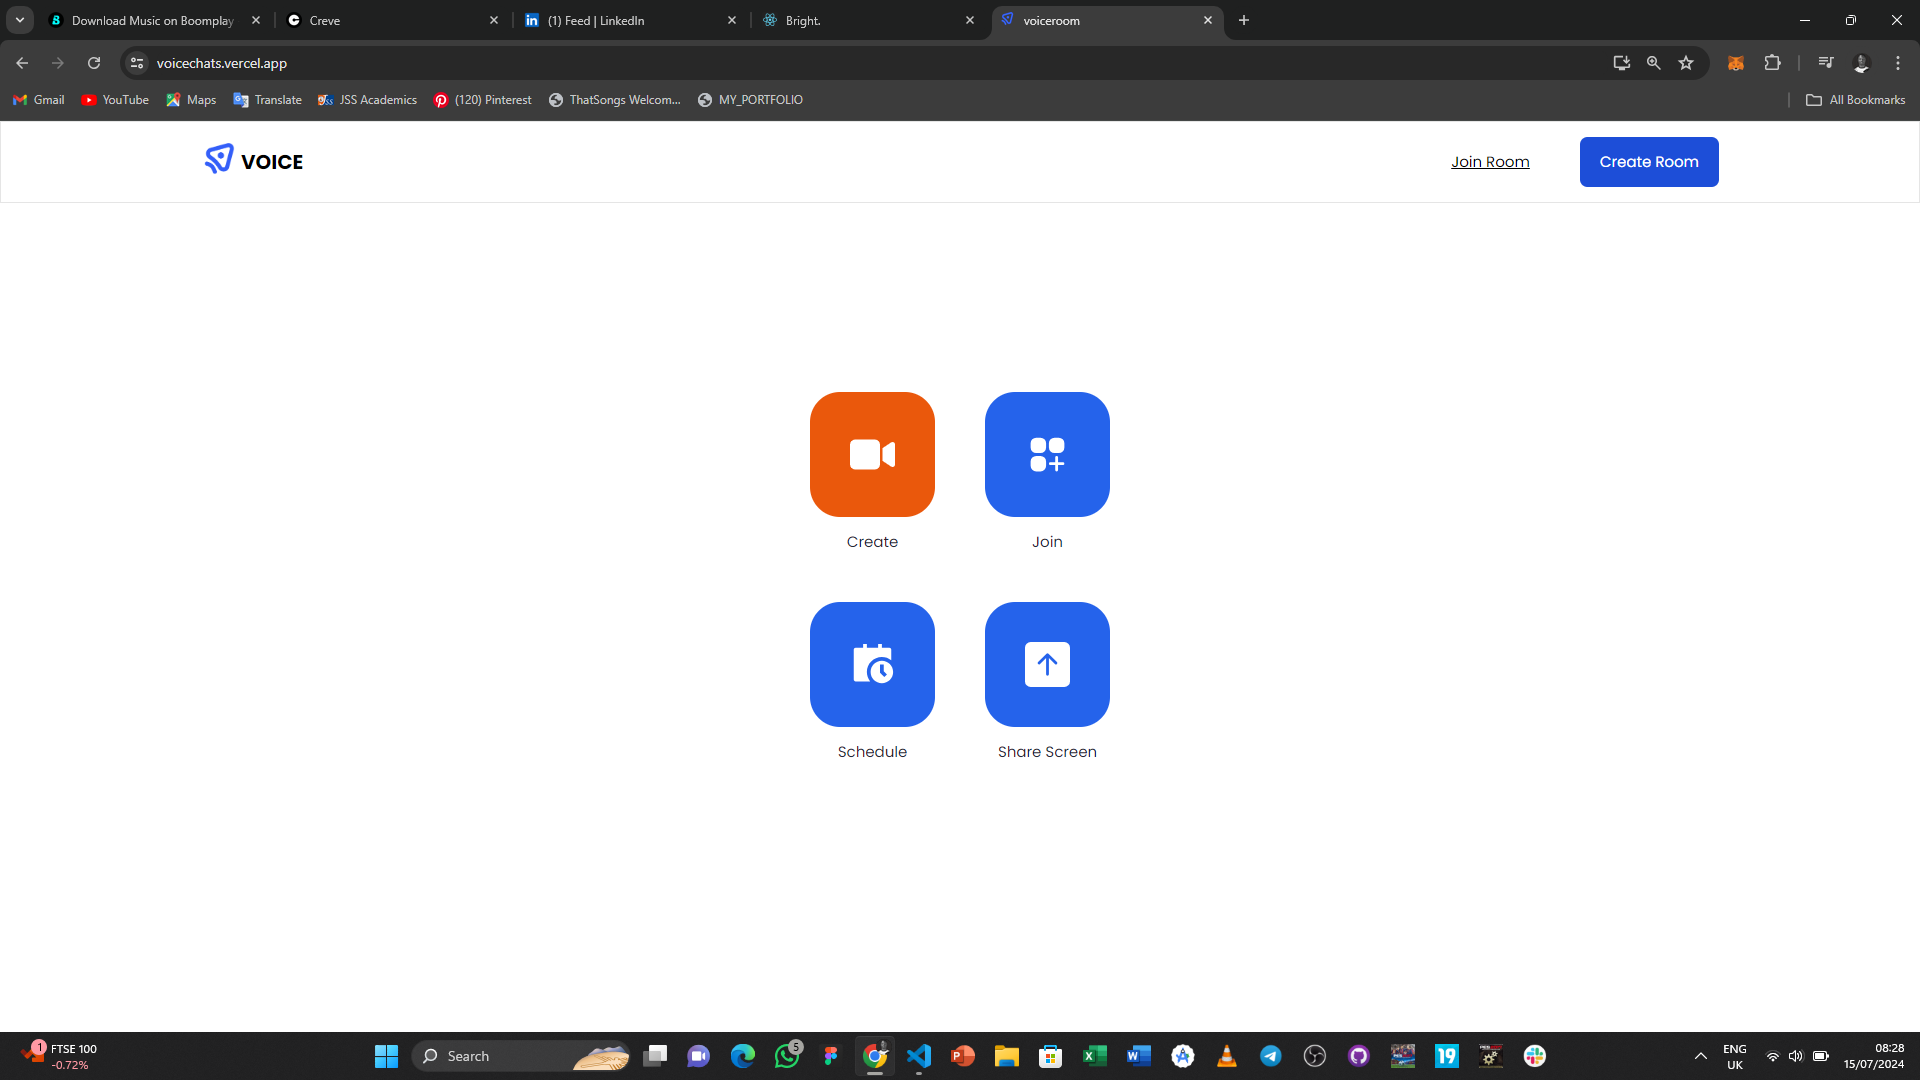 Download Music on Boomplay
Creve
(1) Feed | LinkedIn
Bright.
voiceroom
voicechats.vercel.app
Gmail
YouTube
Maps
Translate
JSS Academics
(120) Pinterest
ThatSongs Welcom...
MY_PORTFOLIO
All Bookmarks
VOICE
Join Room
Create Room
Create
Join
Schedule
Share Screen
1
FTSE 100
-0.72%
Search
5
19
ENG
UK
08:28
15/07/2024